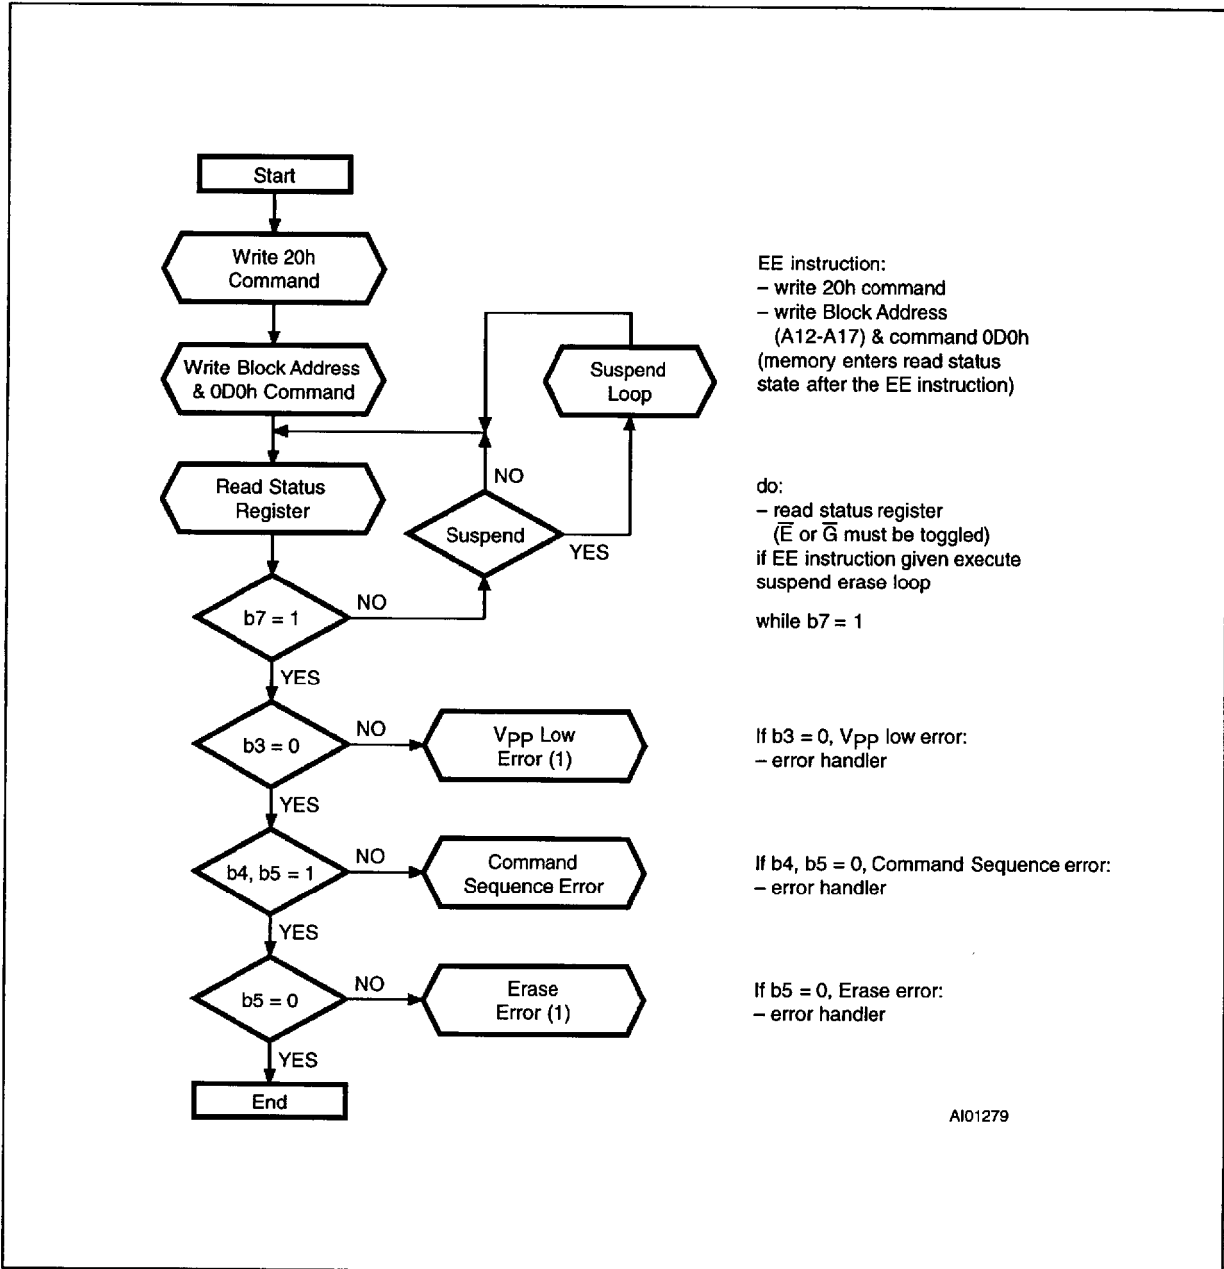 Start
Write 20h
Command
Write Block Address
& 0D0h Command
Read Status
Register
Suspend
Loop
NO
Suspend
YES
b7 = 1
NO
YES
b3 = 0
NO
VPP Low
Error (1)
YES
b4, b5 = 1
NO
Command
Sequence Error
YES
b5 = 0
NO
Erase
Error (1)
YES
End
EE instruction:
– write 20h command
– write Block Address
(A12-A17) & command 0D0h
(memory enters read status
state after the EE instruction)
do:
– read status register
(E̅ or G̅ must be toggled)
if EE instruction given execute
suspend erase loop
while b7 = 1
If b3 = 0, VPP low error:
– error handler
If b4, b5 = 0, Command Sequence error:
– error handler
If b5 = 0, Erase error:
– error handler
AI01279